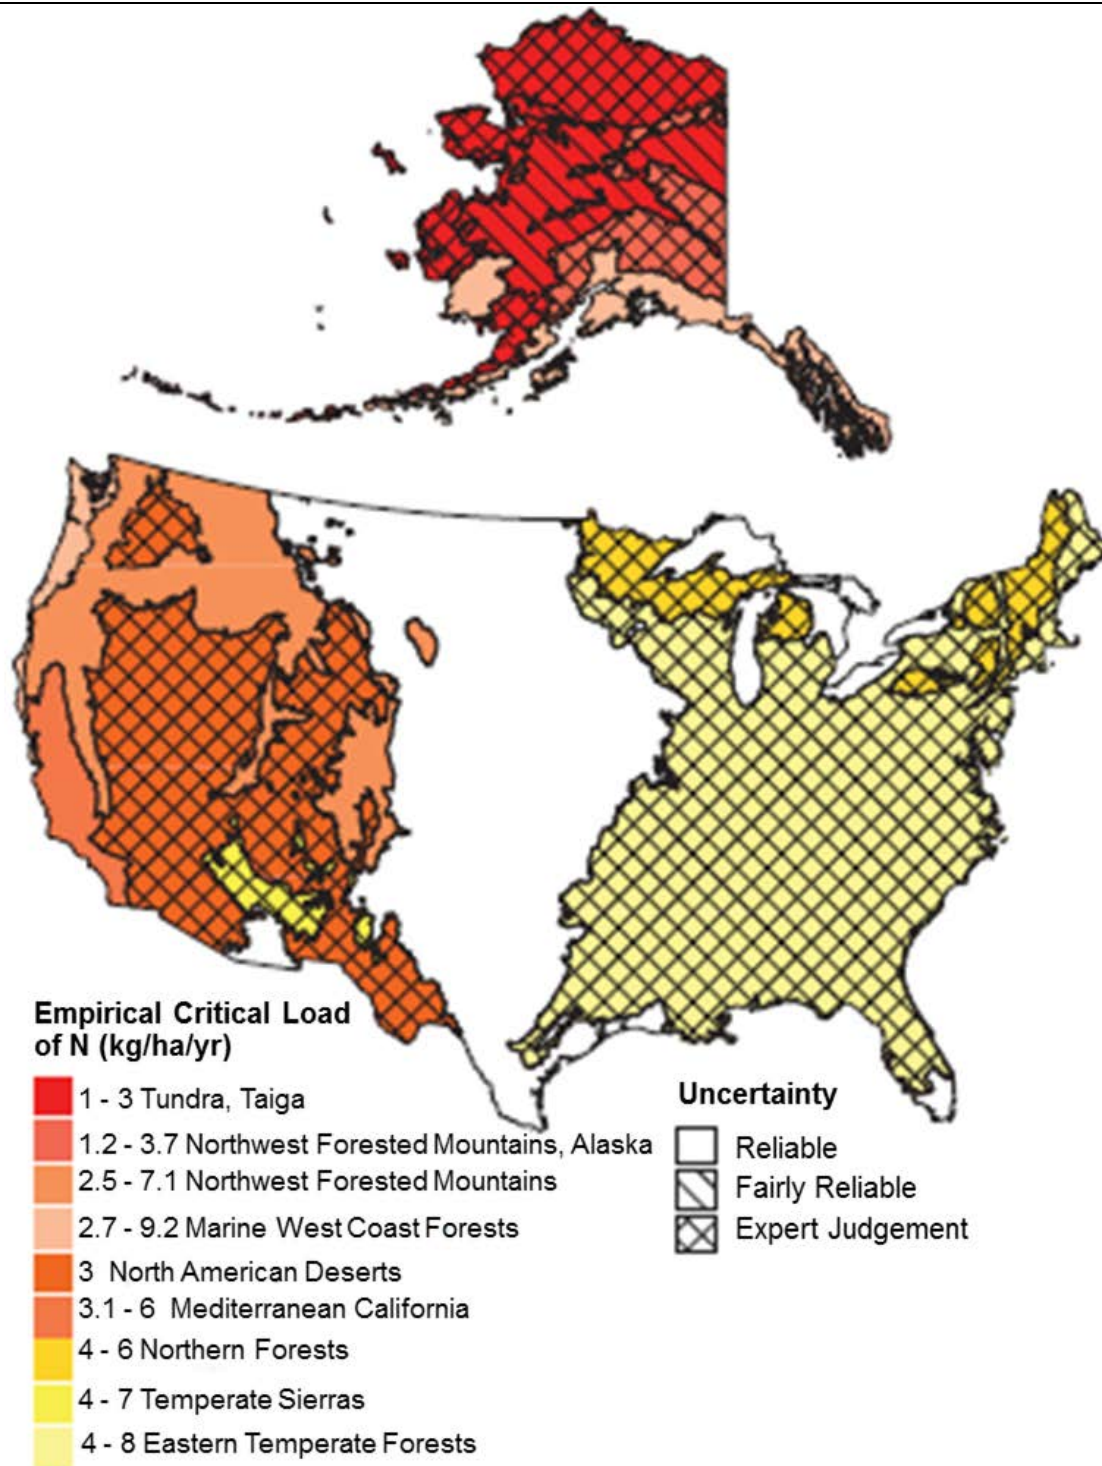 Empirical Critical Load
of N (kg/ha/yr)
1 - 3 Tundra, Taiga
1.2 - 3.7 Northwest Forested Mountains, Alaska
2.5 - 7.1 Northwest Forested Mountains
2.7 - 9.2 Marine West Coast Forests
3 North American Deserts
3.1 - 6 Mediterranean California
4 - 6 Northern Forests
4 - 7 Temperate Sierras
4 - 8 Eastern Temperate Forests
Uncertainty
Reliable
Fairly Reliable
Expert Judgement